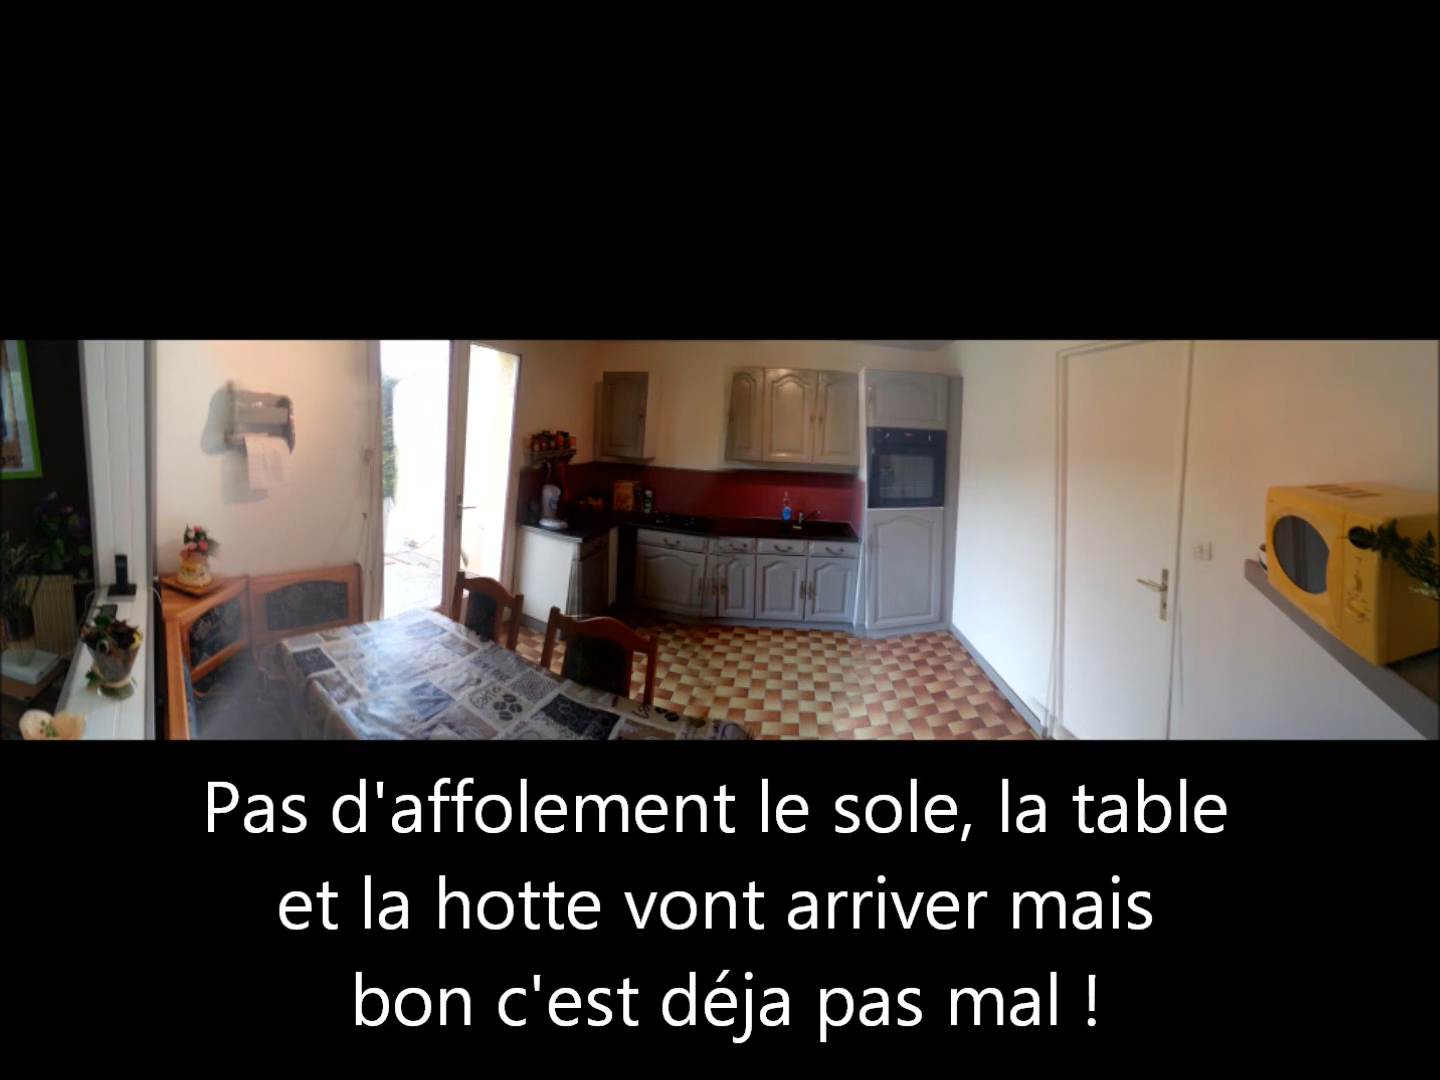 Pas d'affolement le sole, la table
et la hotte vont arriver mais
bon c'est déja pas mal !